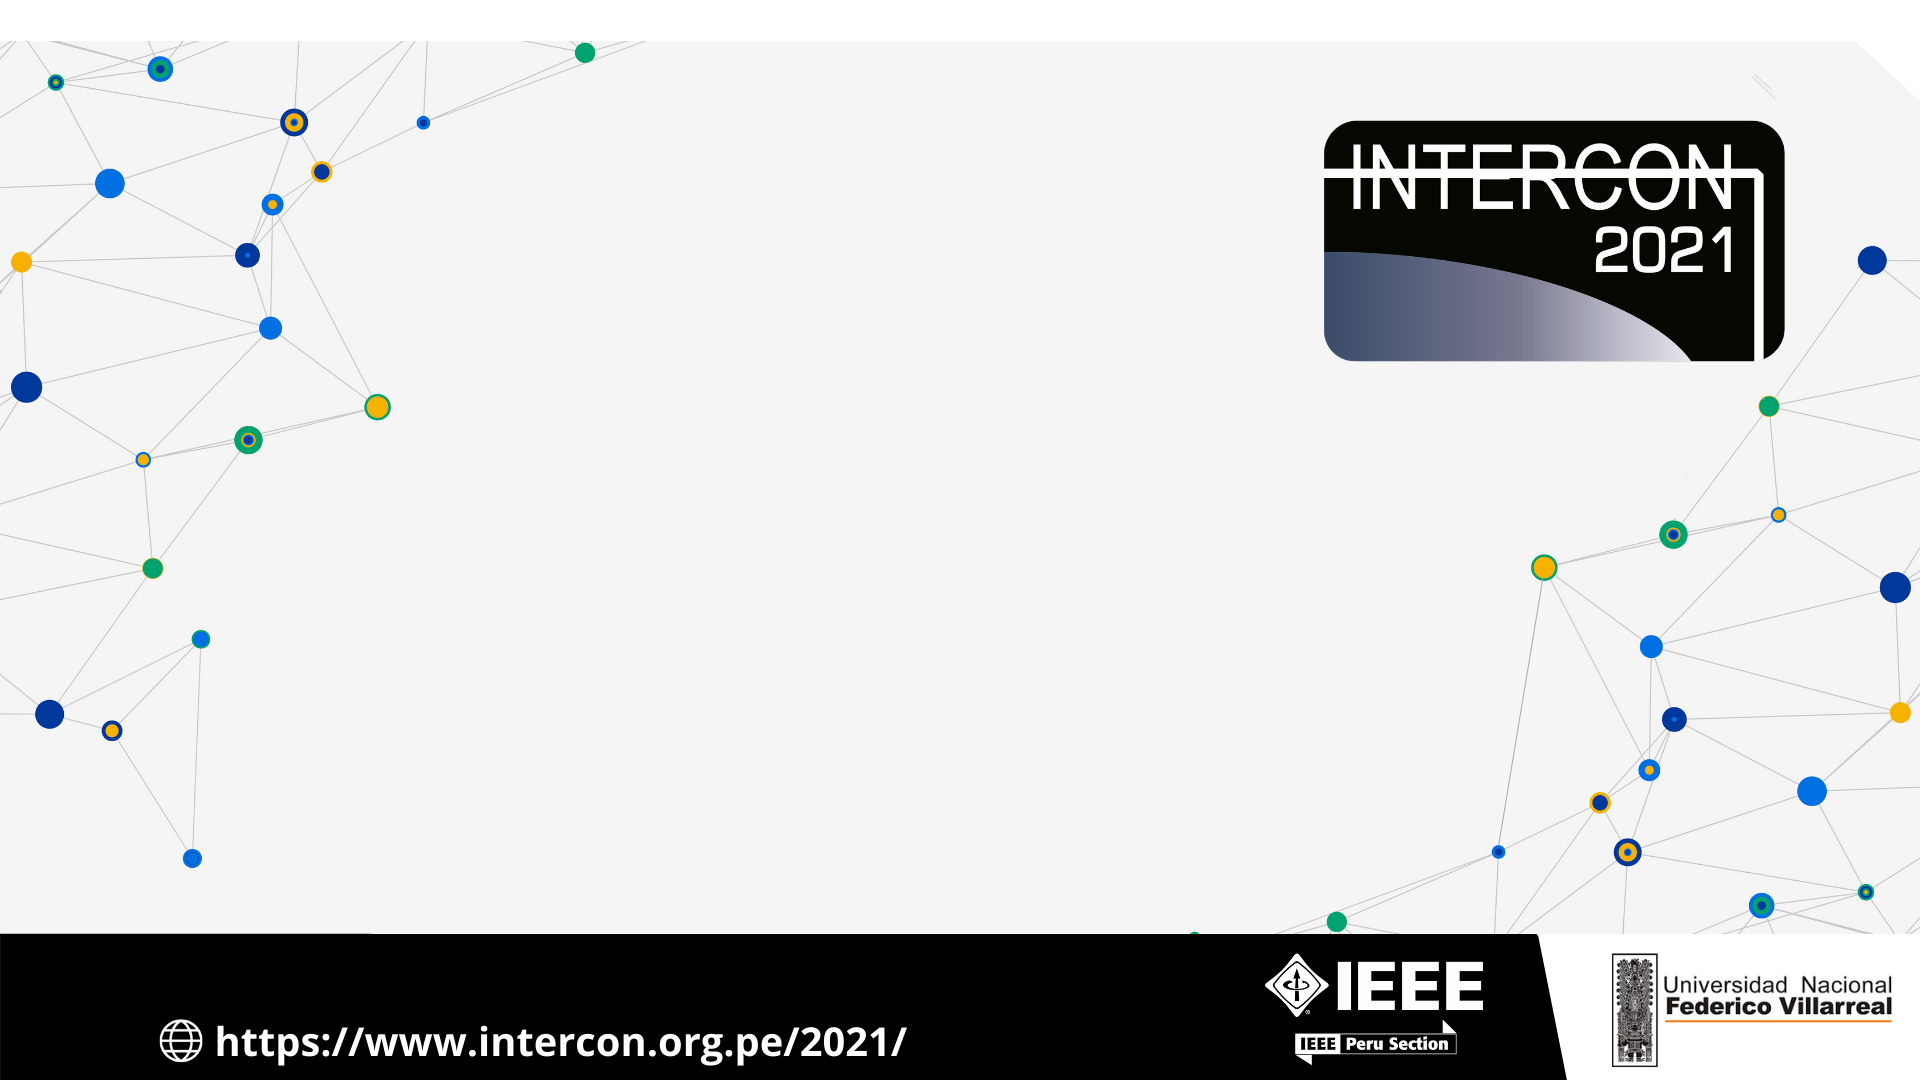 INTERCON
2021
https://www.intercon.org.pe/2021/
IEEE
IEEE Peru Section
Universidad Nacional
Federico Villarreal